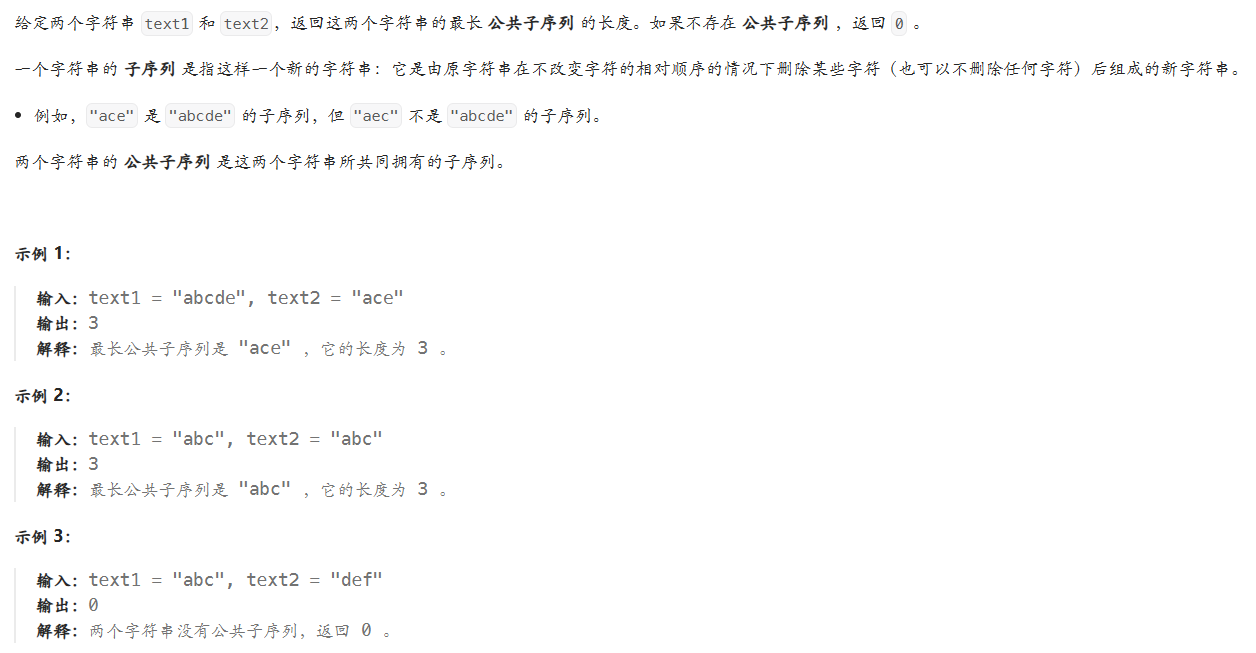 给定两个字符串 text1 和 text2，返回这两个字符串的最长 公共子序列 的长度。如果不存在 公共子序列 ，返回 0 。
一个字符串的 子序列 是指这样一个新的字符串：它是由原字符串在不改变字符的相对顺序的情况下删除某些字符（也可以不删除任何字符）后组成的新字符串。
• 例如，"ace" 是 "abcde" 的子序列，但 "aec" 不是 "abcde" 的子序列。
两个字符串的 公共子序列 是这两个字符串所共同拥有的子序列。
示例 1：
输入：text1 = "abcde", text2 = "ace"
输出：3
解释：最长公共子序列是 "ace" ，它的长度为 3 。
示例 2：
输入：text1 = "abc", text2 = "abc"
输出：3
解释：最长公共子序列是 "abc" ，它的长度为 3 。
示例 3：
输入：text1 = "abc", text2 = "def"
输出：0
解释：两个字符串没有公共子序列，返回 0 。